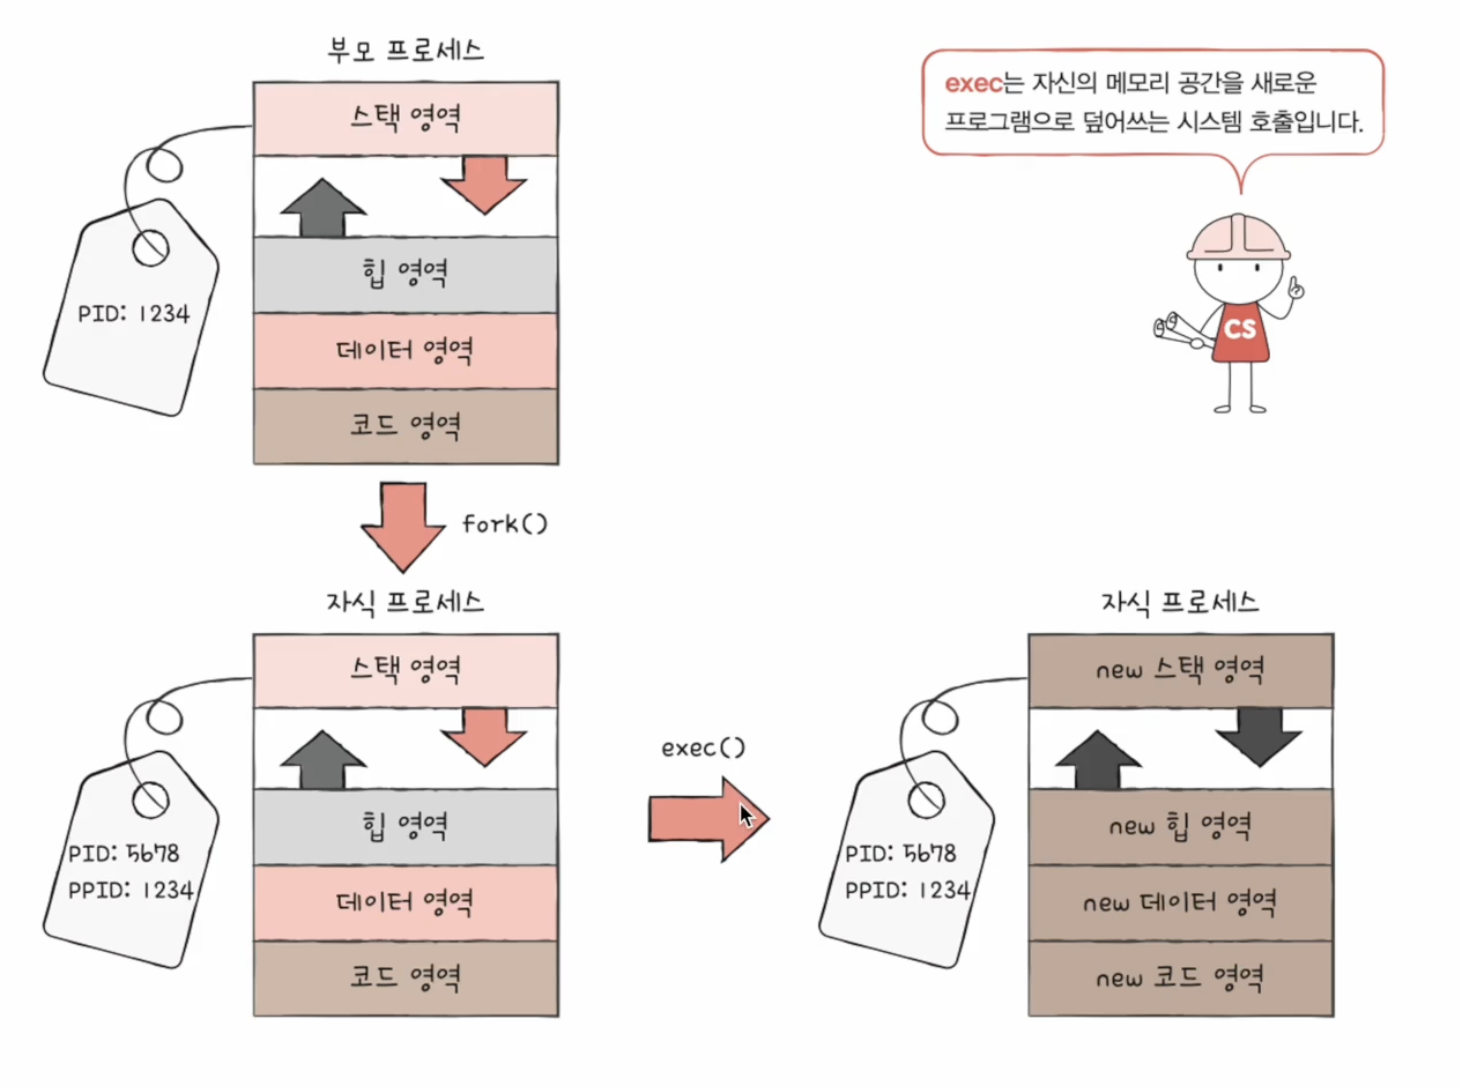 부모 프로세스
스택 영역
힙 영역
데이터 영역
코드 영역
PID: 1234
exec는 자신의 메모리 공간을 새로운
프로그램으로 덮어쓰는 시스템 호출입니다.
CS
fork()
자식 프로세스
스택 영역
힙 영역
데이터 영역
코드 영역
PID: 5678
PPID: 1234
exec()
자식 프로세스
new 스택 영역
new 힙 영역
new 데이터 영역
new 코드 영역
PID: 5678
PPID: 1234